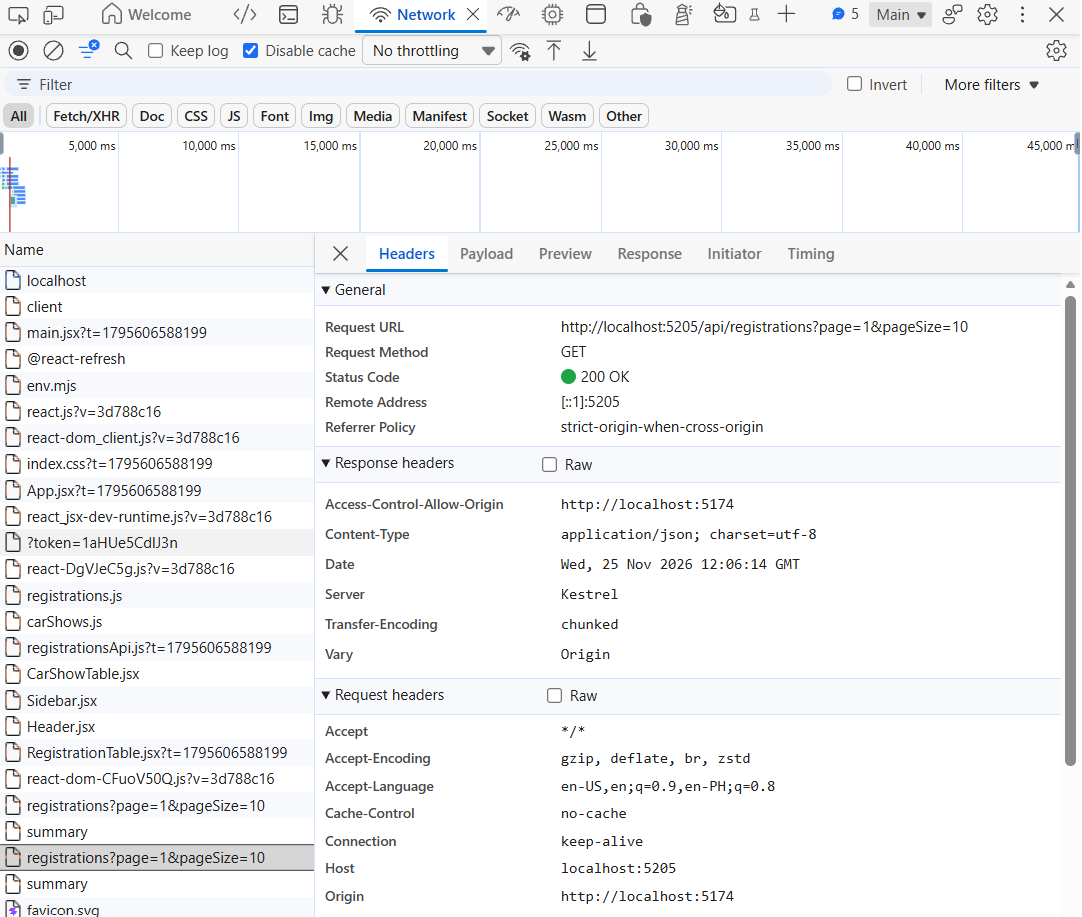 Welcome
Network
5
Main
Keep log
Disable cache
No throttling
Filter
Invert
More filters
All
Fetch/XHR
Doc
CSS
JS
Font
Img
Media
Manifest
Socket
Wasm
Other
5,000 ms
10,000 ms
15,000 ms
20,000 ms
25,000 ms
30,000 ms
35,000 ms
40,000 ms
45,000 m
Name
localhost
client
main.jsx?t=1795606588199
@react-refresh
env.mjs
react.js?v=3d788c16
react-dom_client.js?v=3d788c16
index.css?t=1795606588199
App.jsx?t=1795606588199
react_jsx-dev-runtime.js?v=3d788c16
?token=1aHUe5CdlJ3n
react-DgVJeC5g.js?v=3d788c16
registrations.js
carShows.js
registrationsApi.js?t=1795606588199
CarShowTable.jsx
Sidebar.jsx
Header.jsx
RegistrationTable.jsx?t=1795606588199
react-dom-CFuoV50Q.js?v=3d788c16
registrations?page=1&pageSize=10
summary
registrations?page=1&pageSize=10
summary
favicon.svg
Headers
Payload
Preview
Response
Initiator
Timing
General
Request URL http://localhost:5205/api/registrations?page=1&pageSize=10
Request Method GET
Status Code 200 OK
Remote Address [::1]:5205
Referrer Policy strict-origin-when-cross-origin
Response headers Raw
Access-Control-Allow-Origin http://localhost:5174
Content-Type application/json; charset=utf-8
Date Wed, 25 Nov 2026 12:06:14 GMT
Server Kestrel
Transfer-Encoding chunked
Vary Origin
Request headers Raw
Accept */*
Accept-Encoding gzip, deflate, br, zstd
Accept-Language en-US,en;q=0.9,en-PH;q=0.8
Cache-Control no-cache
Connection keep-alive
Host localhost:5205
Origin http://localhost:5174